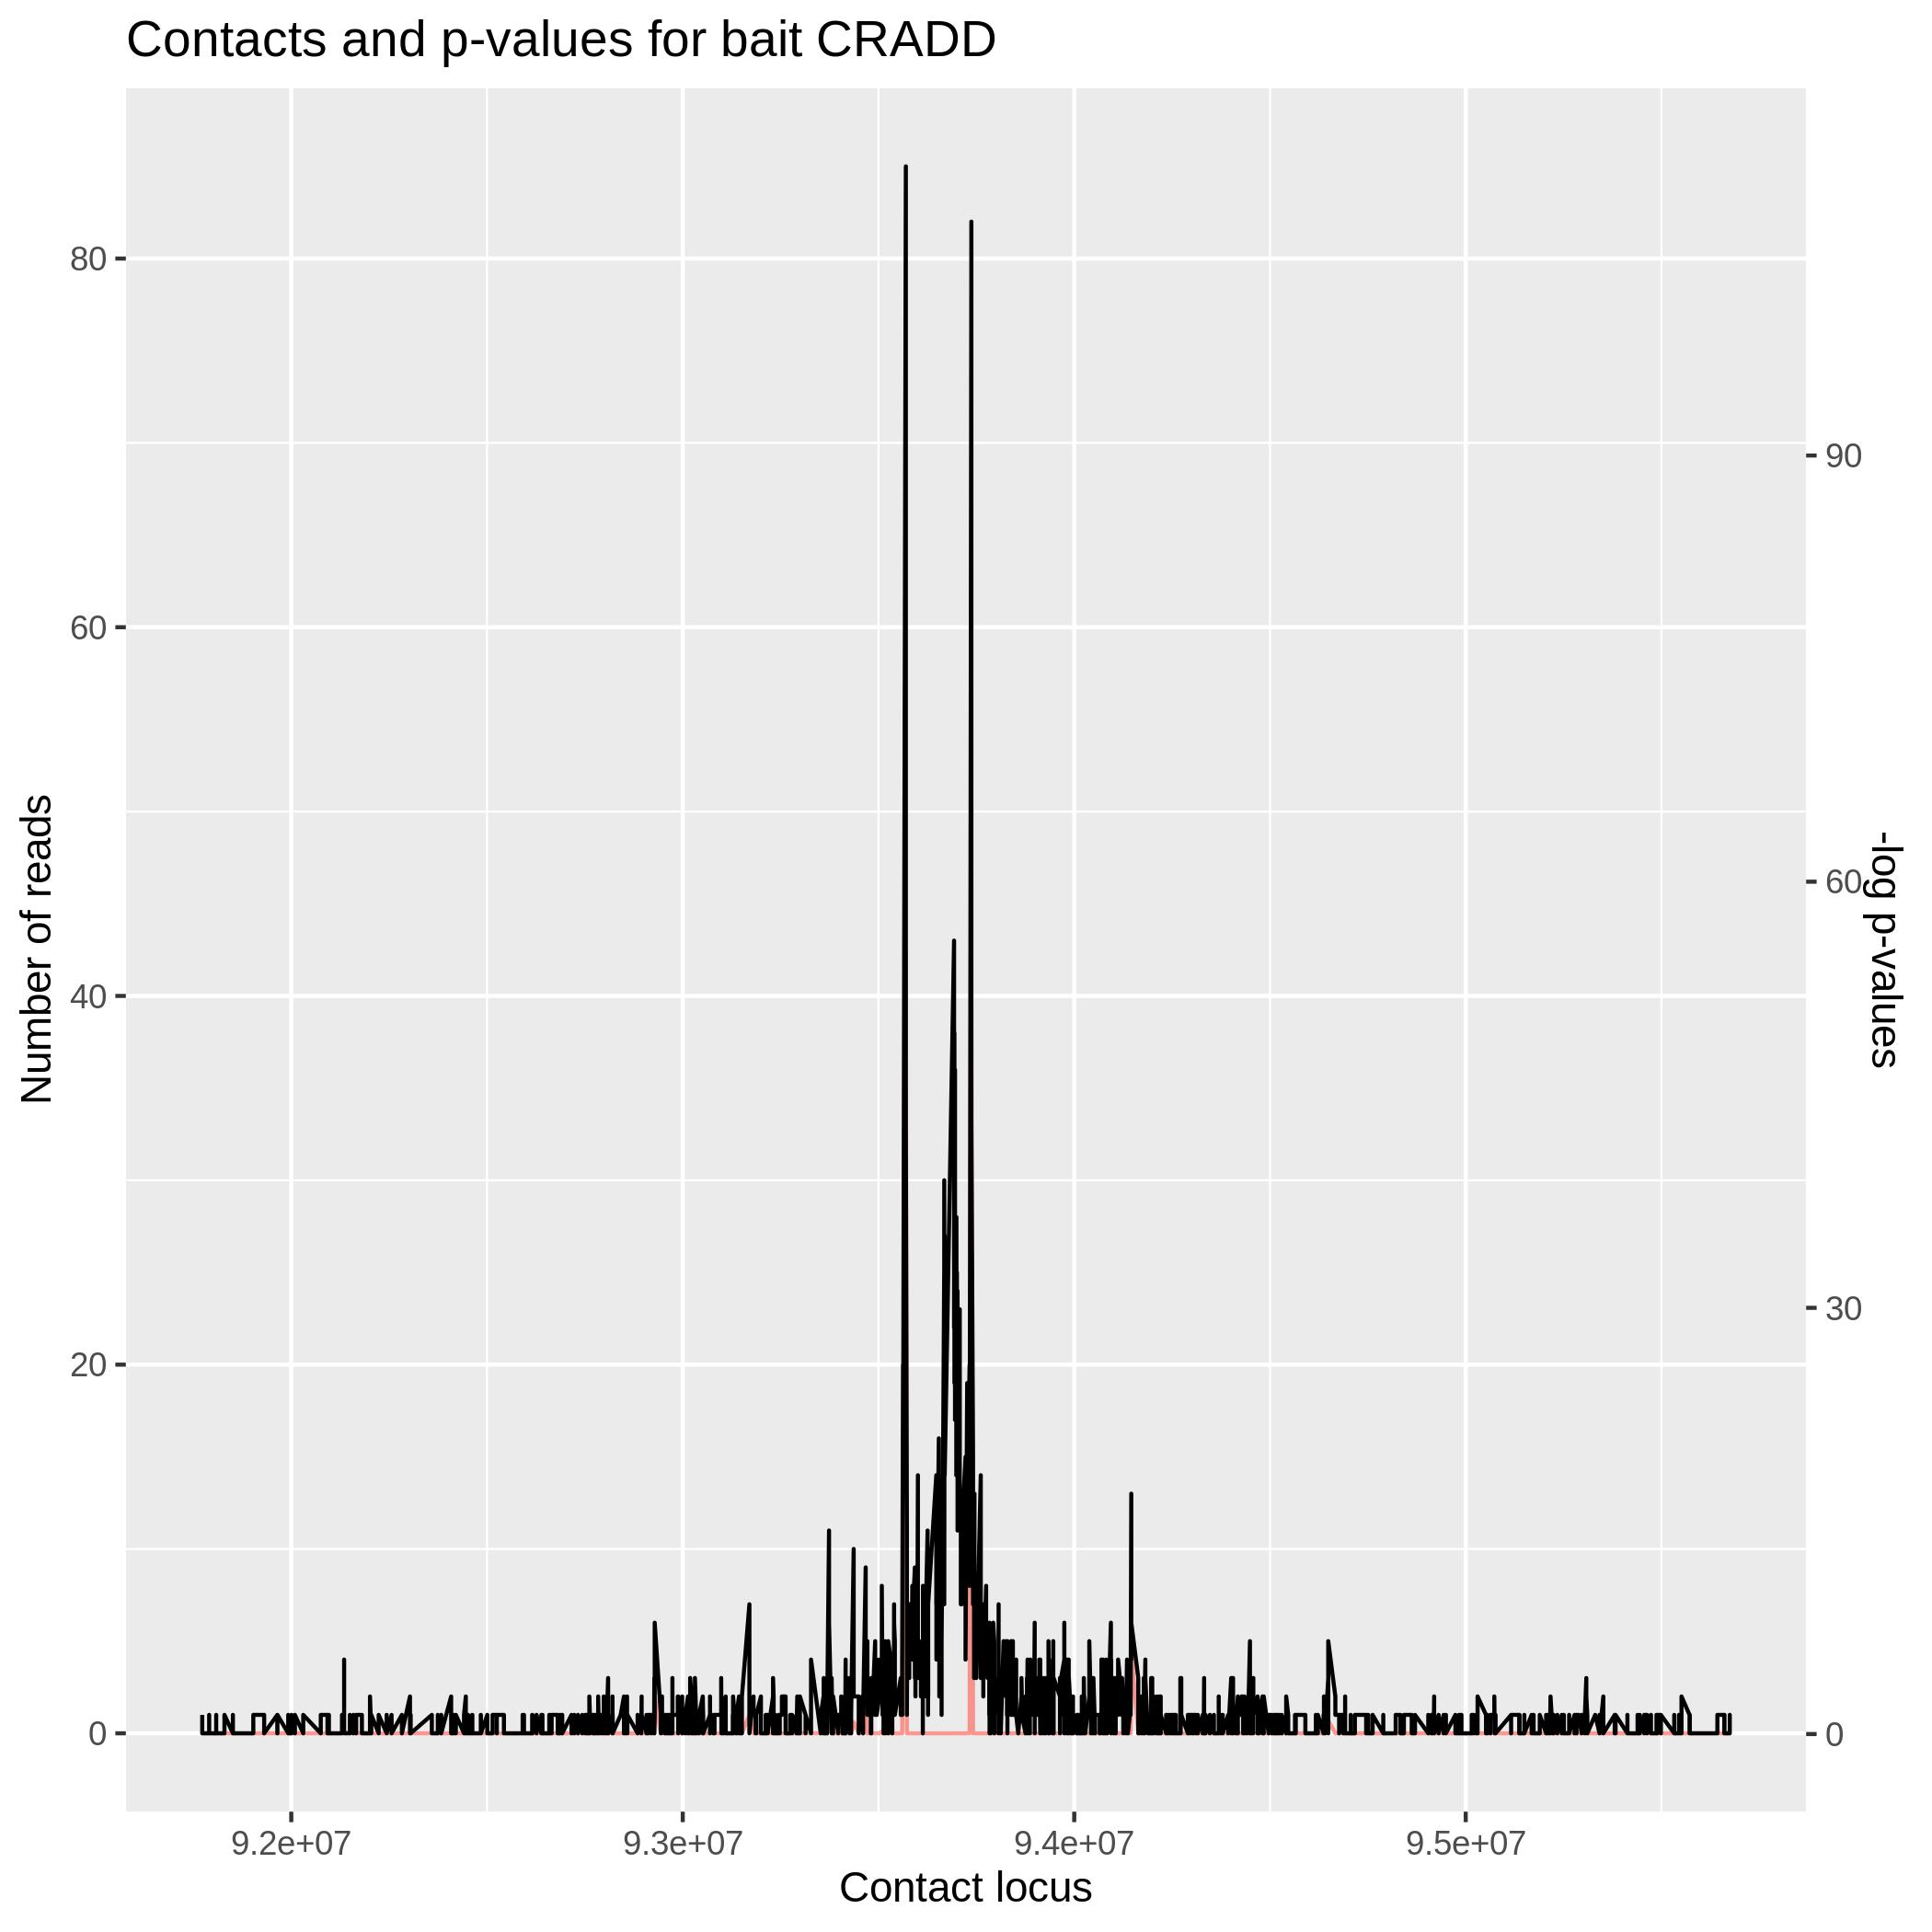 Contacts and p-values for bait CRADD
Number of reads
80
60
40
20
0
90
60
30
0
-log p-values
9.2e+07 9.3e+07 9.4e+07 9.5e+07
Contact locus